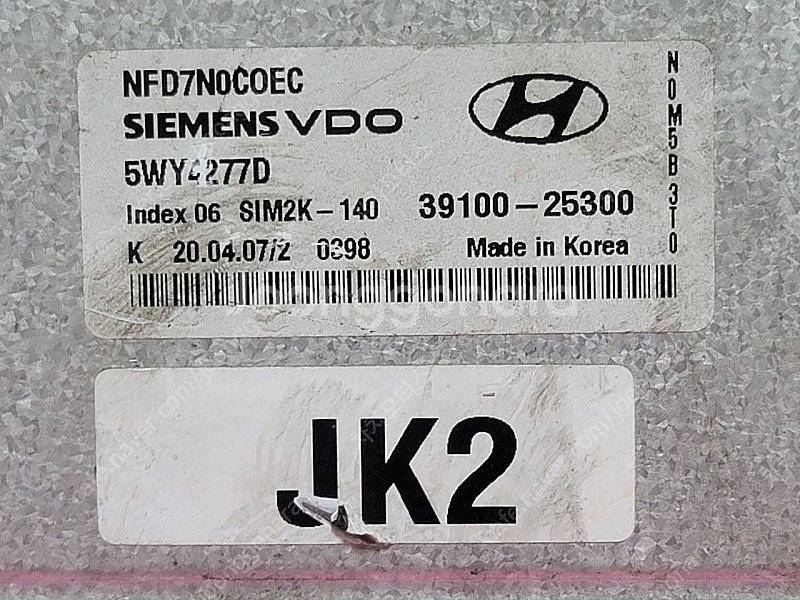 NFD7N0C0EC
SIEMENS VDO
5WY4277D
Index 06 SIM2K-140 39100-25300
K 20.04.07/2 0398 Made in Korea
N0M5B3T0
JK2